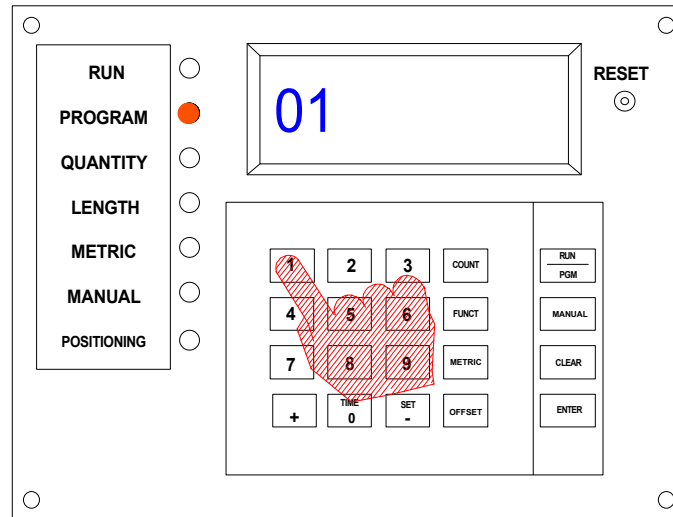 RUN
PROGRAM
QUANTITY
LENGTH
METRIC
MANUAL
POSITIONING
01
RESET
1 2 3 COUNT
4 5 6 FUNCT
7 8 9 METRIC
+ TIME 0 SET - OFFSET
RUN
PGM
MANUAL
CLEAR
ENTER